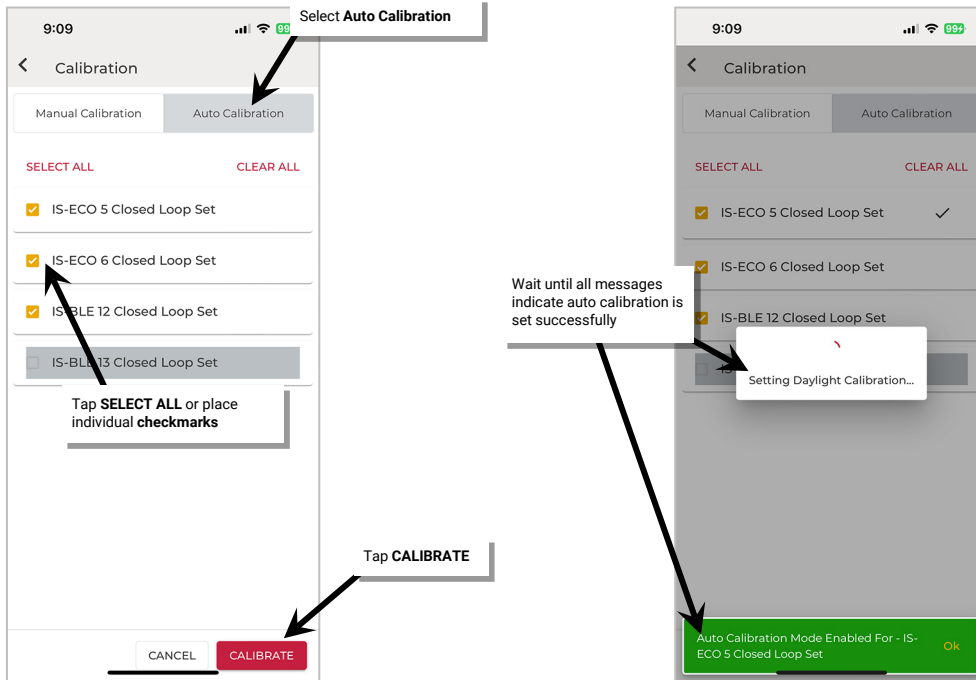 Select Auto Calibration
9:09
99
Calibration
Manual Calibration
Auto Calibration
SELECT ALL
CLEAR ALL
IS-ECO 5 Closed Loop Set
IS-ECO 6 Closed Loop Set
IS-BLE 12 Closed Loop Set
IS-BLE 13 Closed Loop Set
Tap SELECT ALL or place
individual checkmarks
Tap CALIBRATE
CANCEL
CALIBRATE
9:09
99
Calibration
Manual Calibration
Auto Calibration
SELECT ALL
CLEAR ALL
IS-ECO 5 Closed Loop Set
IS-ECO 6 Closed Loop Set
Wait until all messages
indicate auto calibration is
set successfully
IS-BLE 12 Closed Loop Set
Setting Daylight Calibration...
Auto Calibration Mode Enabled For - IS-
ECO 5 Closed Loop Set
Ok